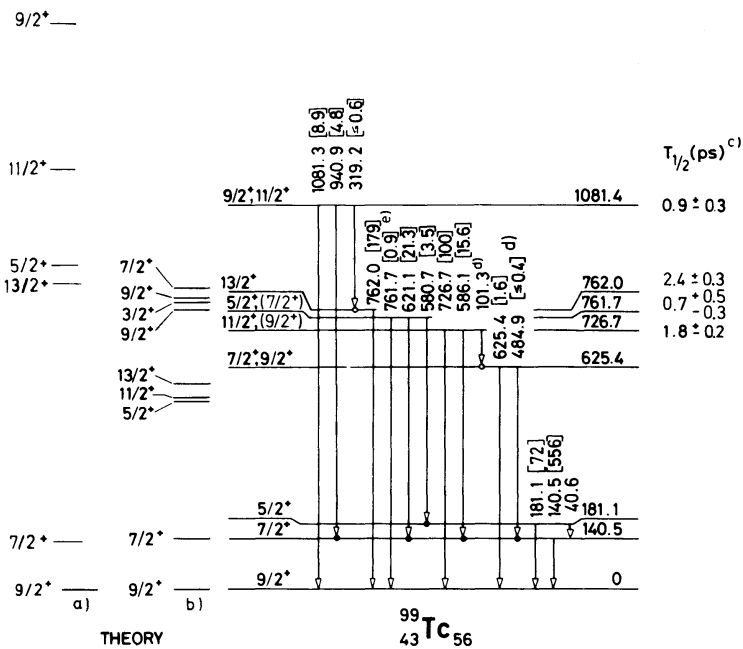 9/2⁺
11/2⁺
5/2⁺
13/2⁺
7/2⁺
9/2⁺
a)
7/2⁺
9/2⁺
3/2⁺
9/2⁺
13/2⁺
11/2⁺
5/2⁺
7/2⁺
9/2⁺
b)
THEORY
1081.3 [8.9]
940.9 [4.8]
319.2 [≤0.6]
T₁/₂(ps) c)
9/2⁺,11/2⁺ 1081.4 0.9 ± 0.3
762.0 [179]
761.7 [0.9] e)
621.1 [21.3]
580.7 [3.5]
726.7 [100]
586.1 [15.6]
101.3 d)
625.4 [1.6]
484.9 [≤0.4] d)
13/2⁺ 762.0 2.4 ± 0.3
5/2⁺,(7/2⁺) 761.7 0.7 + 0.5 - 0.3
11/2⁺,(9/2⁺) 726.7 1.8 ± 0.2
7/2⁺,9/2⁺ 625.4
181.1 [72]
140.5 [556]
40.6
5/2⁺ 181.1
7/2⁺ 140.5
9/2⁺ 0
⁹⁹₄₃Tc₅₆